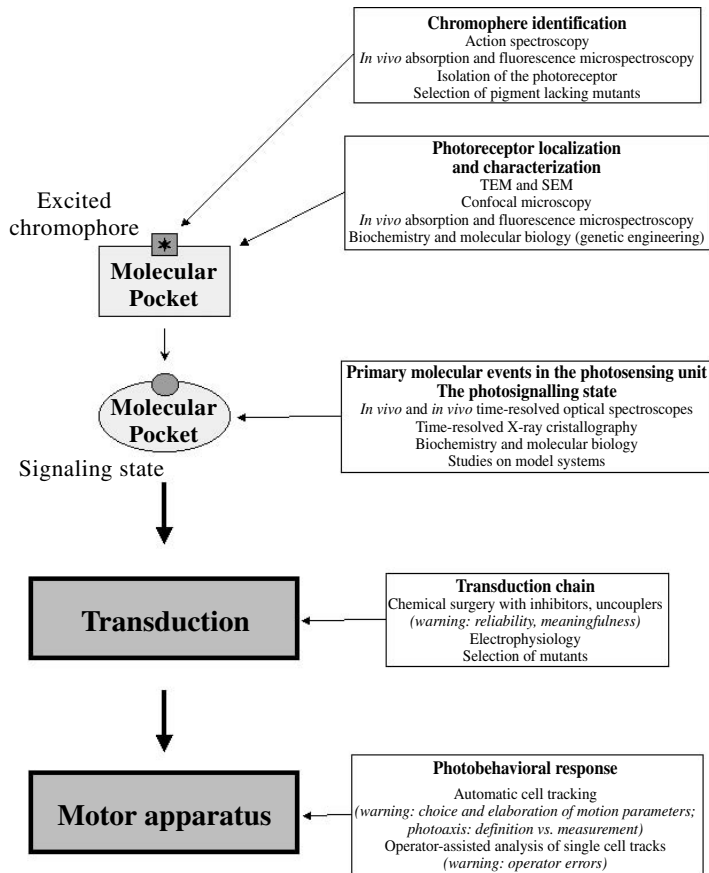 Chromophere identification
Action spectroscopy
In vivo absorption and fluorescence microspectroscopy
Isolation of the photoreceptor
Selection of pigment lacking mutants
Photoreceptor localization
and characterization
TEM and SEM
Confocal microscopy
In vivo absorption and fluorescence microspectroscopy
Biochemistry and molecular biology (genetic engineering)
Excited
chromophore
Molecular
Pocket
Primary molecular events in the photosensing unit
The photosignalling state
In vivo and in vivo time-resolved optical spectroscopes
Time-resolved X-ray cristallography
Biochemistry and molecular biology
Studies on model systems
Molecular
Pocket
Signaling state
Transduction chain
Chemical surgery with inhibitors, uncouplers
(warning: reliability, meaningfulness)
Electrophysiology
Selection of mutants
Transduction
Photobehavioral response
Automatic cell tracking
(warning: choice and elaboration of motion parameters;
photoaxis: definition vs. measurement)
Operator-assisted analysis of single cell tracks
(warning: operator errors)
Motor apparatus